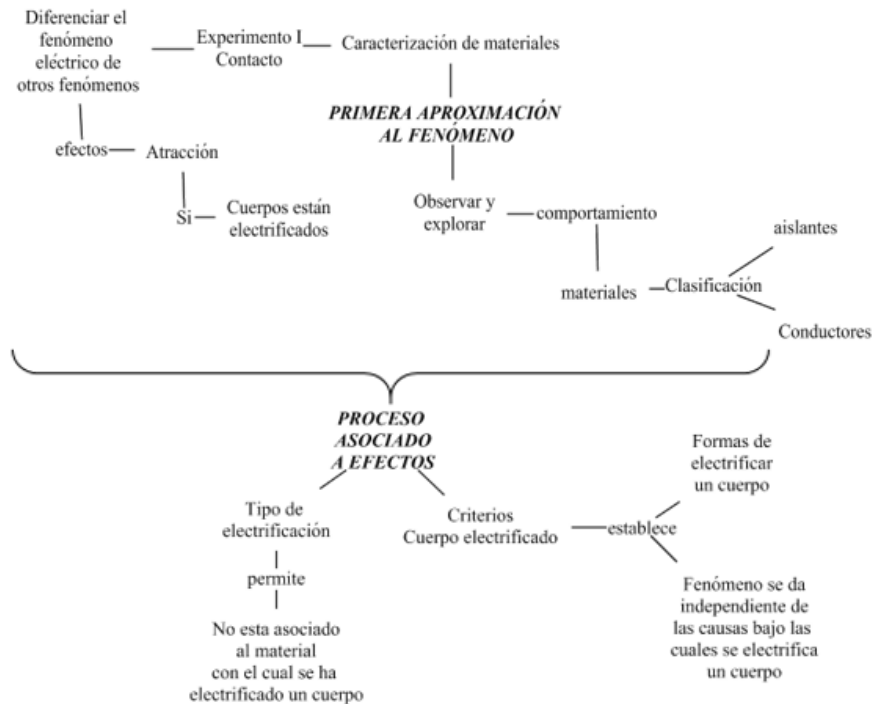 Diferenciar el
fenómeno
eléctrico de
otros fenómenos
Experimento I
Contacto
Caracterización de materiales
PRIMERA APROXIMACIÓN
AL FENÓMENO
efectos
Atracción
Si
Cuerpos están
electrificados
Observar y
explorar
comportamiento
materiales
Clasificación
aislantes
Conductores
PROCESO
ASOCIADO
A EFECTOS
Tipo de
electrificación
permite
No esta asociado
al material
con el cual se ha
electrificado un cuerpo
Criterios
Cuerpo electrificado
establece
Formas de
electrificar
un cuerpo
Fenómeno se da
independiente de
las causas bajo las
cuales se electrifica
un cuerpo